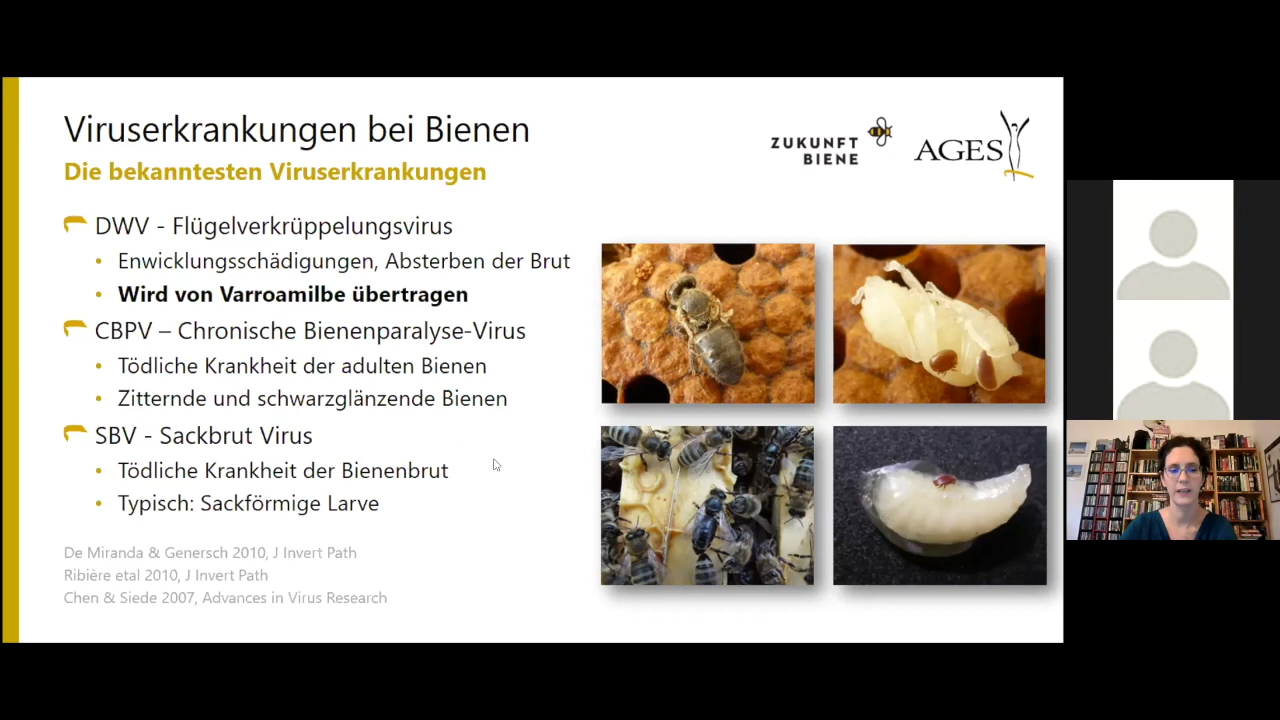 Viruserkrankungen bei Bienen
Die bekanntesten Viruserkrankungen
ZUKUNFT
BIENE
AGES
DWV - Flügelverkrüppelungsvirus
• Enwicklungsschädigungen, Absterben der Brut
• Wird von Varroamilbe übertragen
CBPV – Chronische Bienenparalyse-Virus
• Tödliche Krankheit der adulten Bienen
• Zitternde und schwarzglänzende Bienen
SBV - Sackbrut Virus
• Tödliche Krankheit der Bienenbrut
• Typisch: Sackförmige Larve
De Miranda & Genersch 2010, J Invert Path
Ribière etal 2010, J Invert Path
Chen & Siede 2007, Advances in Virus Research